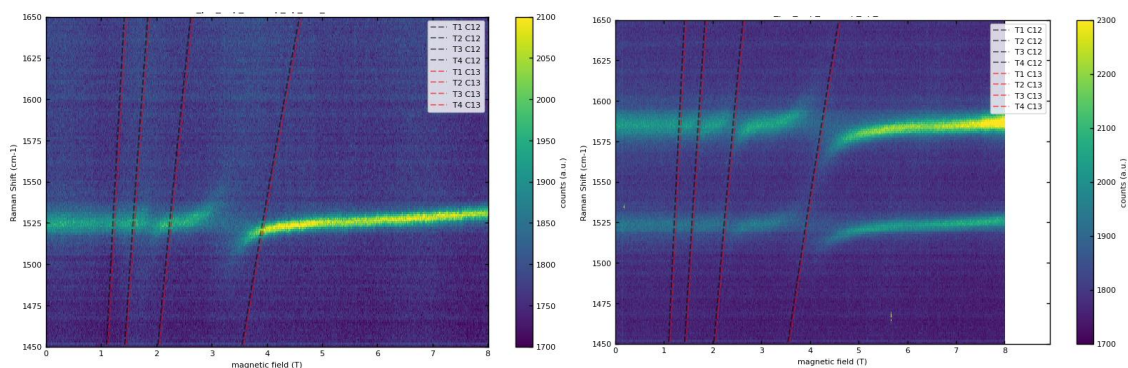 1650
1625
1600
1575
1550
1525
1500
1475
1450
Raman Shift (cm-1)
0 1 2 3 4 5 6 7 8
magnetic field (T)
T1 C12
T2 C12
T3 C12
T4 C12
T1 C13
T2 C13
T3 C13
T4 C13
2100
2050
2000
1950
1900
1850
1800
1750
1700
counts (a.u.)
1650
1625
1600
1575
1550
1525
1500
1475
1450
Raman Shift (cm-1)
0 1 2 3 4 5 6 7 8
magnetic field (T)
T1 C12
T2 C12
T3 C12
T4 C12
T1 C13
T2 C13
T3 C13
T4 C13
2300
2200
2100
2000
1900
1800
1700
counts (a.u.)